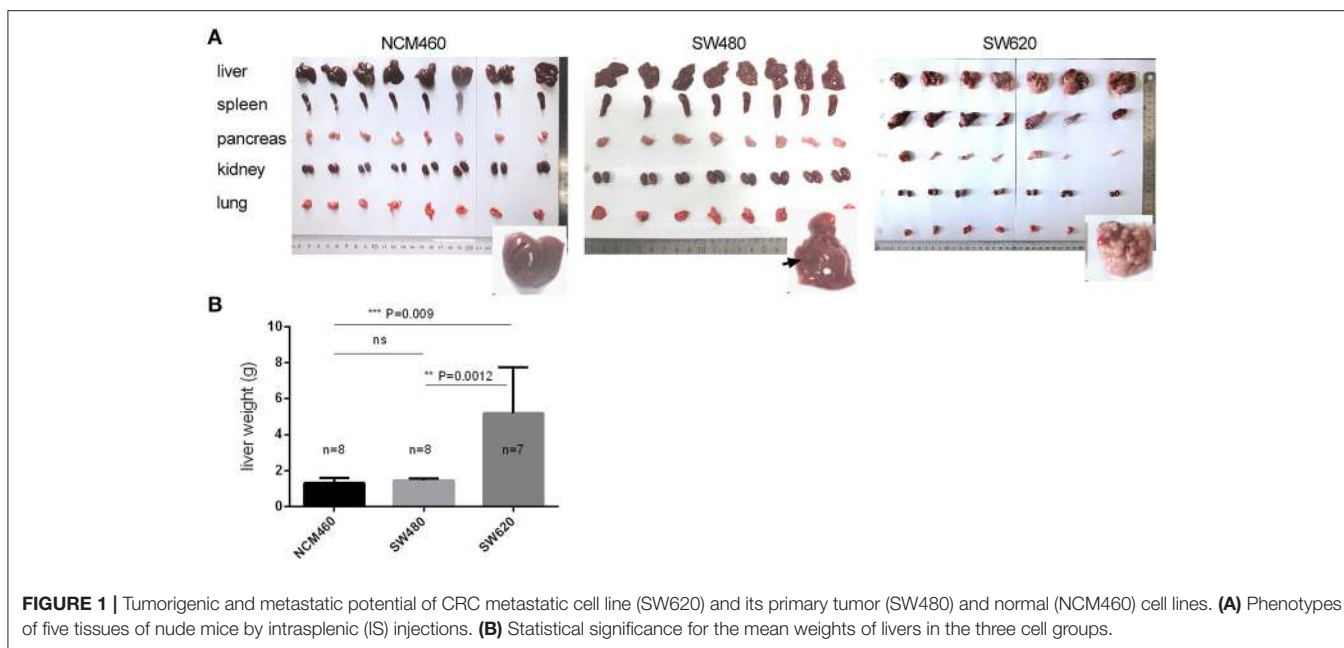 A
NCM460 SW480 SW620
liver
spleen
pancreas
kidney
lung
B
*** P=0.009
ns
** P=0.0012
liver weight (g)
10
8
6
4
2
0
n=8 n=8 n=7
NCM460 SW480 SW620
FIGURE 1 | Tumorigenic and metastatic potential of CRC metastatic cell line (SW620) and its primary tumor (SW480) and normal (NCM460) cell lines. (A) Phenotypes
of five tissues of nude mice by intrasplenic (IS) injections. (B) Statistical significance for the mean weights of livers in the three cell groups.